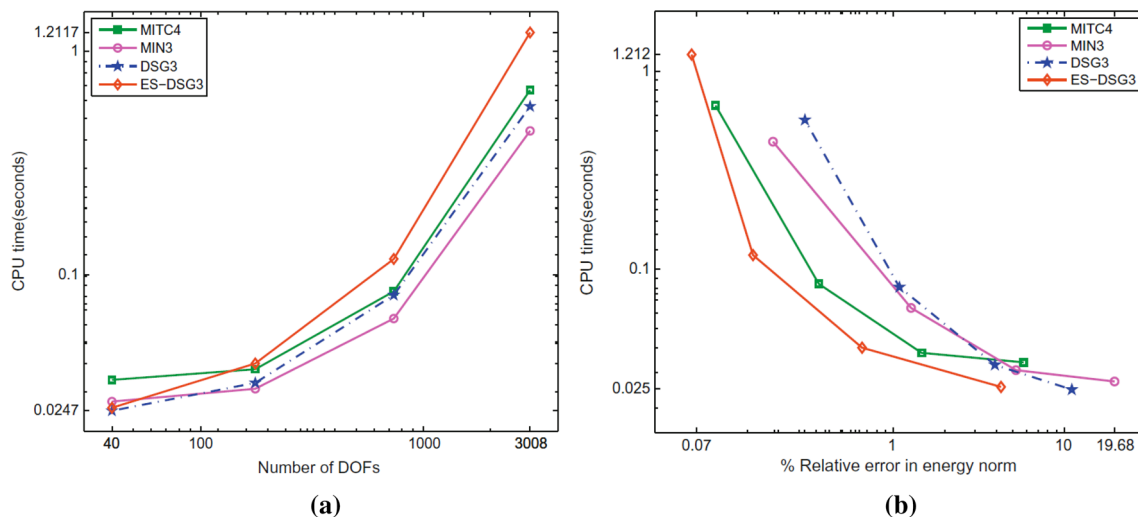 1.2117
1
0.1
0.0247
CPU time(seconds)
MITC4
MIN3
DSG3
ES-DSG3
40
100
1000
3008
Number of DOFs
(a)
1.212
1
0.1
0.025
CPU time(seconds)
MITC4
MIN3
DSG3
ES-DSG3
0.07
1
10
19.68
% Relative error in energy norm
(b)